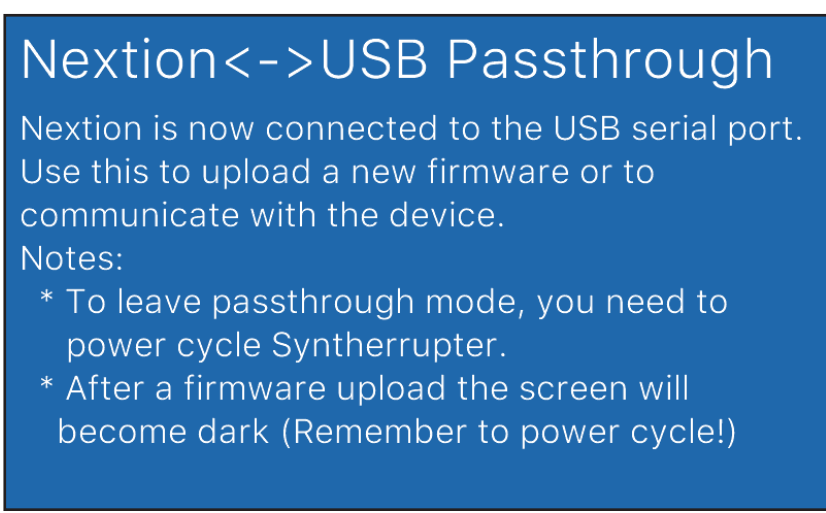 Nextion<->USB Passthrough
Nextion is now connected to the USB serial port.
Use this to upload a new firmware or to
communicate with the device.
Notes:
* To leave passthrough mode, you need to
power cycle Syntherrupter.
* After a firmware upload the screen will
become dark (Remember to power cycle!)